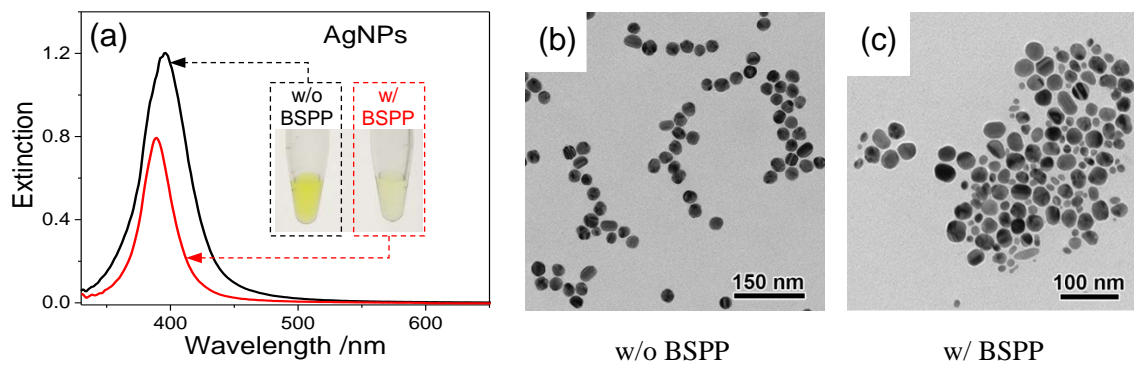 (a)
AgNPs
w/o
BSPP
w/
BSPP
Extinction
1.2
0.8
0.4
0.0
400
500
600
Wavelength /nm
(b)
150 nm
w/o BSPP
(c)
100 nm
w/ BSPP